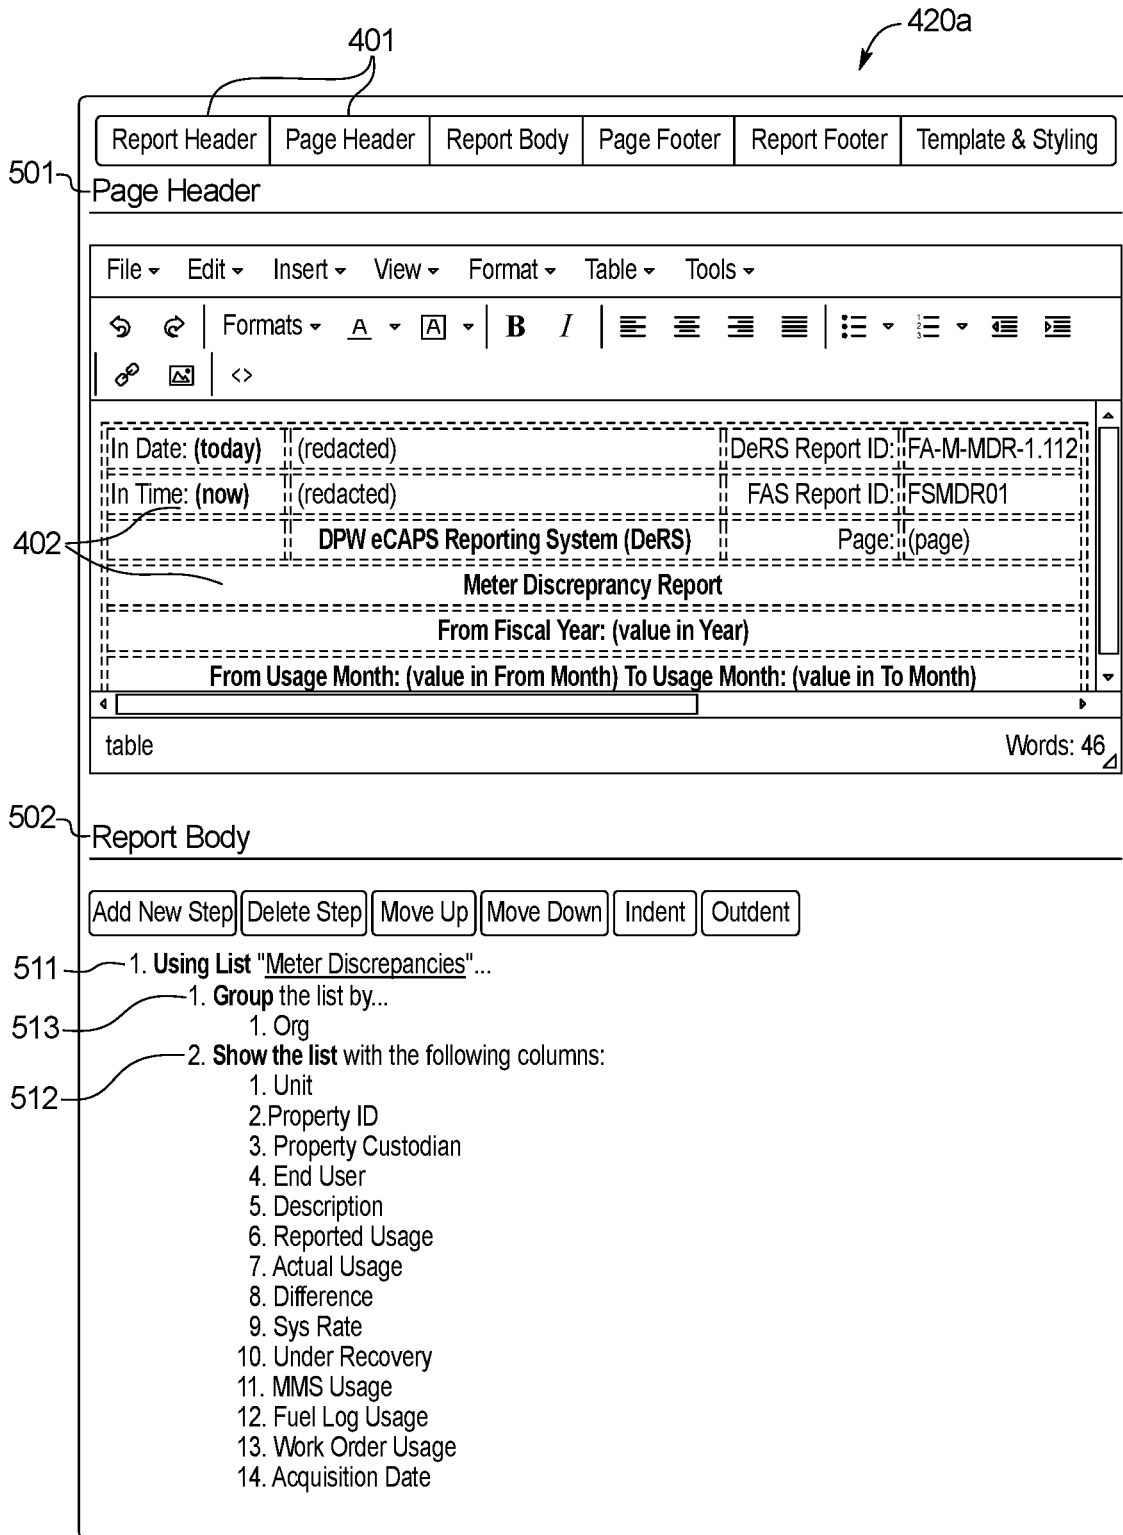 420a
401
Report Header Page Header Report Body Page Footer Report Footer Template & Styling
501
Page Header
File Edit Insert View Format Table Tools
Formats A A B I
<>
In Date: (today) (redacted) DeRS Report ID: FA-M-MDR-1.112
In Time: (now) (redacted) FAS Report ID: FSMDR01
402
DPW eCAPS Reporting System (DeRS) Page: (page)
Meter Discreprancy Report
From Fiscal Year: (value in Year)
From Usage Month: (value in From Month) To Usage Month: (value in To Month)
table Words: 46
502
Report Body
Add New Step Delete Step Move Up Move Down Indent Outdent
511
1. Using List "Meter Discrepancies"...
513
1. Group the list by...
1. Org
512
2. Show the list with the following columns:
1. Unit
2.Property ID
3. Property Custodian
4. End User
5. Description
6. Reported Usage
7. Actual Usage
8. Difference
9. Sys Rate
10. Under Recovery
11. MMS Usage
12. Fuel Log Usage
13. Work Order Usage
14. Acquisition Date